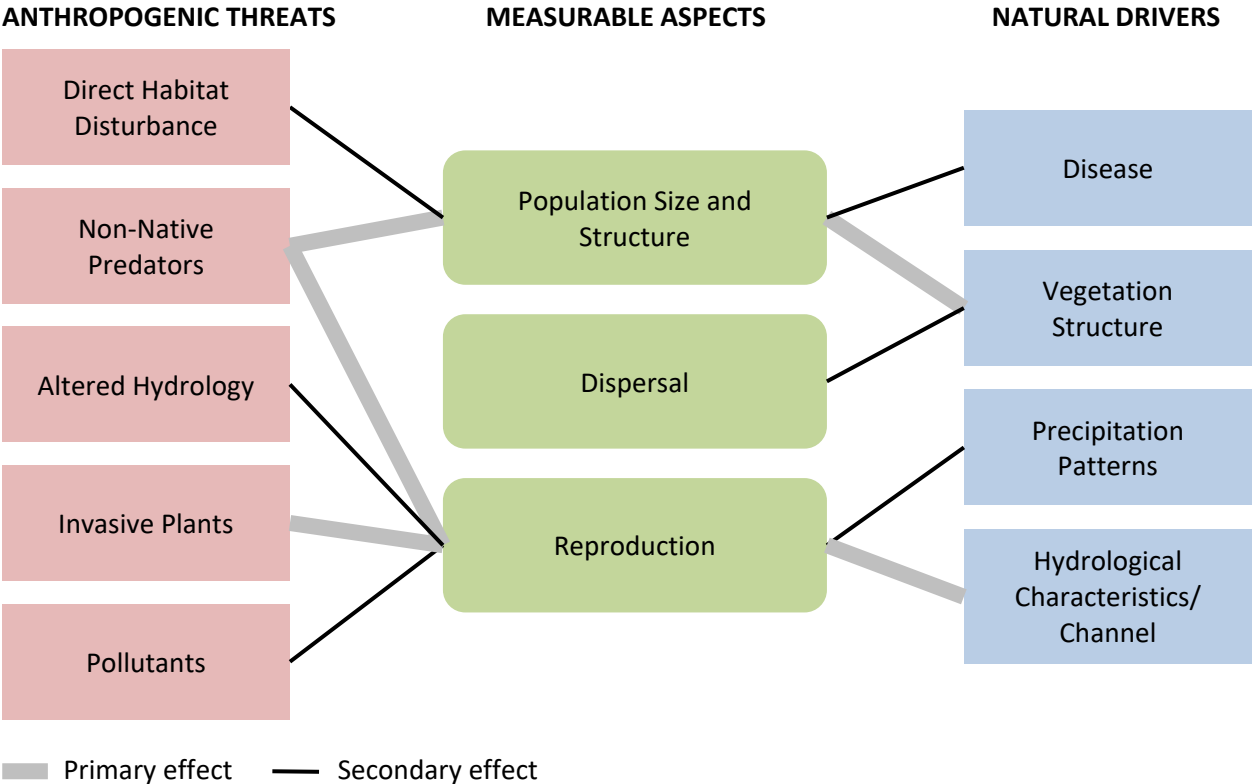 ANTHROPOGENIC THREATS
MEASURABLE ASPECTS
NATURAL DRIVERS
Direct Habitat
Disturbance
Non-Native
Predators
Altered Hydrology
Invasive Plants
Pollutants
Population Size and
Structure
Dispersal
Reproduction
Disease
Vegetation
Structure
Precipitation
Patterns
Hydrological
Characteristics/
Channel
Primary effect
Secondary effect